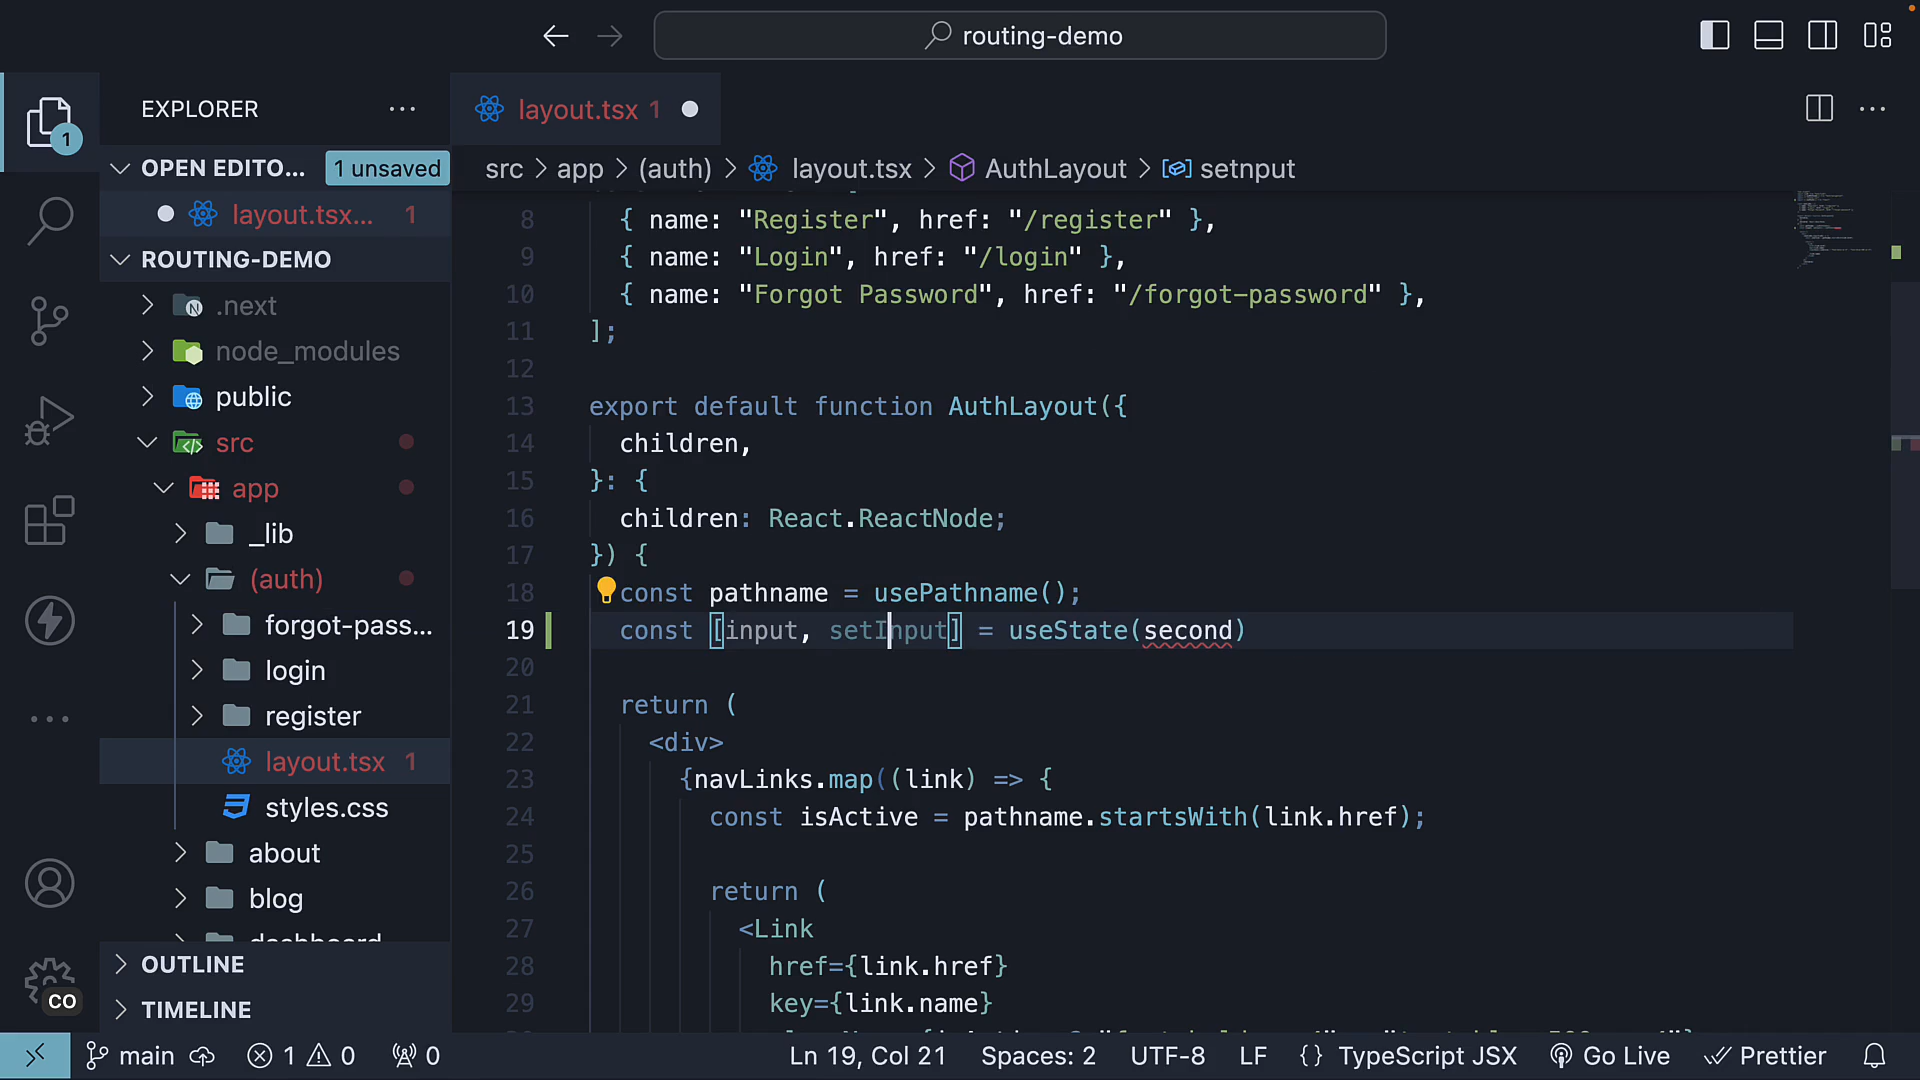 routing-demo
EXPLORER
1
OPEN EDITO... 1 unsaved
layout.tsx... 1
ROUTING-DEMO
.next
node_modules
public
src
app
_lib
(auth)
forgot-pass...
login
register
layout.tsx 1
styles.css
about
blog
dashboard
OUTLINE
TIMELINE
CO
layout.tsx 1
src > app > (auth) > layout.tsx > AuthLayout > setnput
8 { name: "Register", href: "/register" },
9 { name: "Login", href: "/login" },
10 { name: "Forgot Password", href: "/forgot-password" },
11 ];
12
13 export default function AuthLayout({
14 children,
15 }: {
16 children: React.ReactNode;
17 }) {
18 const pathname = usePathname();
19 const [input, setInput] = useState(second)
20
21 return (
22 <div>
23 {navLinks.map((link) => {
24 const isActive = pathname.startsWith(link.href);
25
26 return (
27 <Link
28 href={link.href}
29 key={link.name}
main 1 0 0 Ln 19, Col 21 Spaces: 2 UTF-8 LF {} TypeScript JSX Go Live Prettier